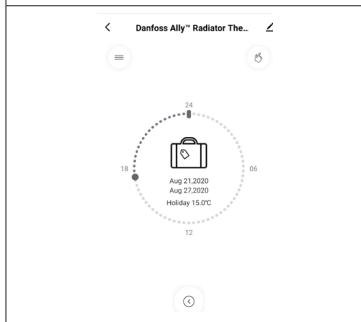 Danfoss Ally™ Radiator The..
24
18
06
Aug 21,2020
Aug 27,2020
Holiday 15.0°C
12